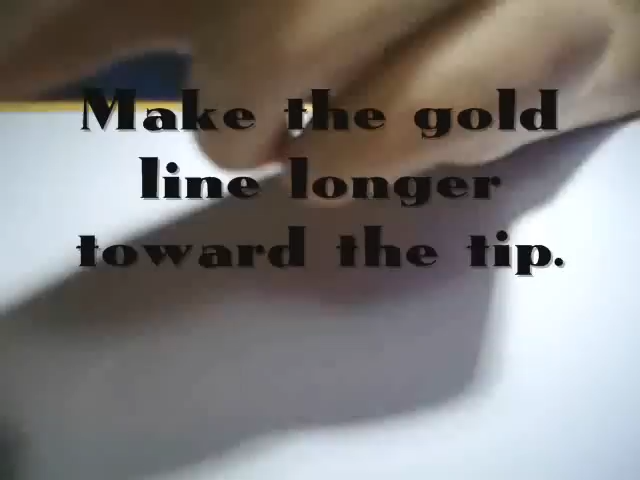 Make the gold
line longer
toward the tip.